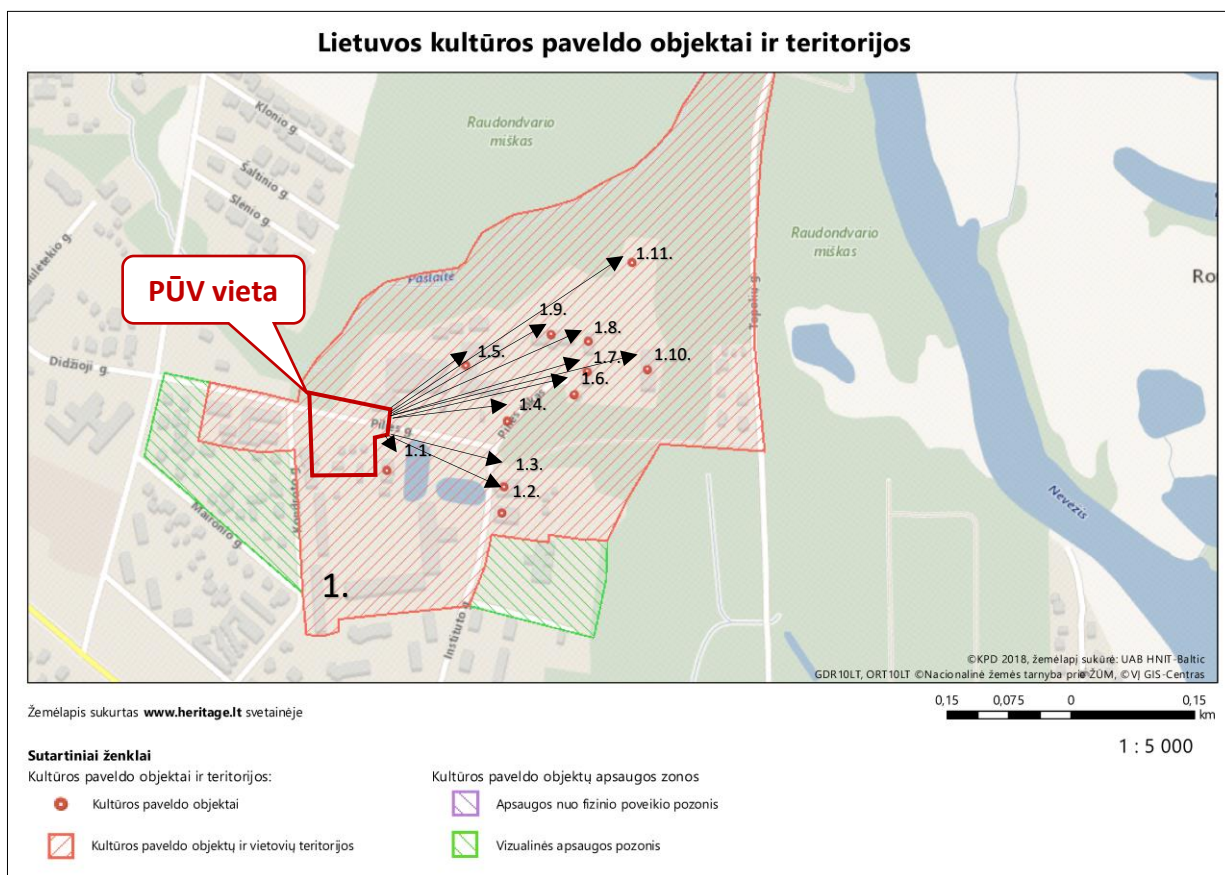 Lietuvos kultūros paveldo objektai ir teritorijos
Klonio g.
Raudondvario
miškas
Šaltinio g.
Slenio g.
Raudondvario
miškas
1.11.
PŪV vieta
1.9.
1.8.
Topolių g.
1.5.
1.7.
1.10.
Didžioji g.
1.6.
1.4.
Pilies g.
1.1.
1.3.
1.2.
Nevėžis
Maironio g.
1.
Instituto g.
©KPD 2018, žemėlapį sukūrė: UAB HNIT-Baltic
GDR10LT, ORT10LT ©Nacionalinė žemės tarnyba prie ŽŪM, ©VĮ GIS-Centras
Žemėlapis sukurtas www.heritage.lt svetainėje
0,15 0,075 0 0,15
km
1 : 5 000
Sutartiniai ženklai
Kultūros paveldo objektai ir teritorijos:
Kultūros paveldo objektų apsaugos zonos
Kultūros paveldo objektai
Apsaugos nuo fizinio poveikio pozonis
Kultūros paveldo objektų ir vietovių teritorijos
Vizualinės apsaugos pozonis